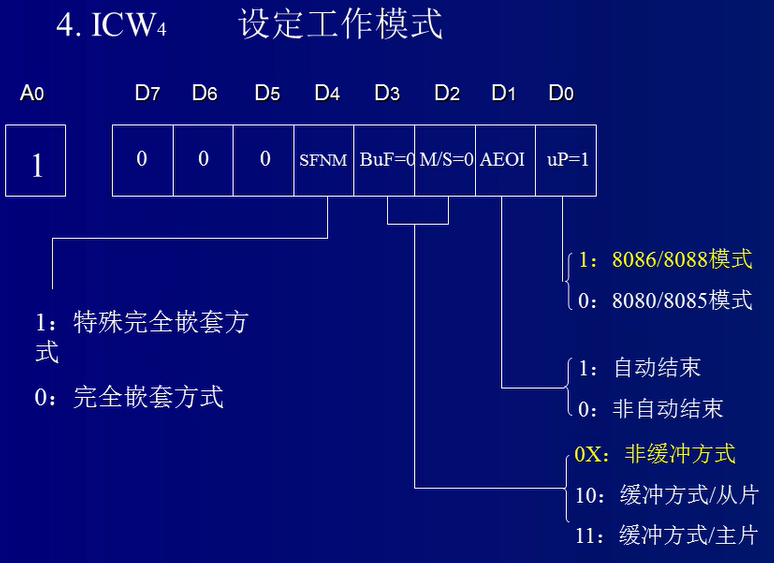 4. ICW4 设定工作模式
A0 D7 D6 D5 D4 D3 D2 D1 D0
1 0 0 0 SFNM BuF=0 M/S=0 AEOI uP=1
1：8086/8088模式
0：8080/8085模式
1：特殊完全嵌套方
式
0：完全嵌套方式
1：自动结束
0：非自动结束
0X：非缓冲方式
10：缓冲方式/从片
11：缓冲方式/主片